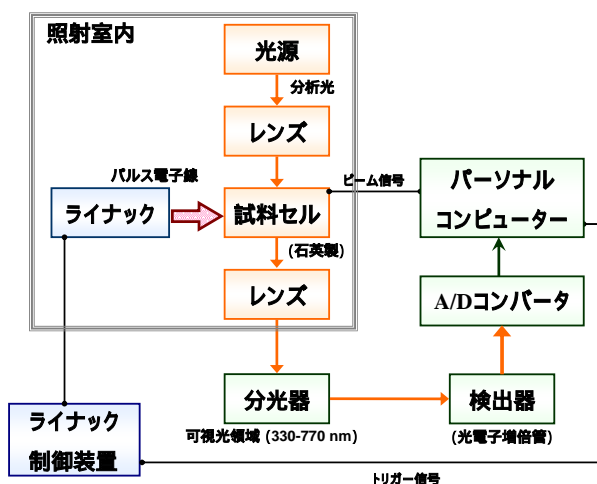 照射室内
光源
分析光
レンズ
パルス電子線
ビーム信号
パーソナル
コンピューター
ライナック
試料セル
(石英製)
レンズ
A/Dコンバータ
分光器
検出器
可視光領域 (330-770 nm)
(光電子増倍管)
ライナック
制御装置
トリガー信号